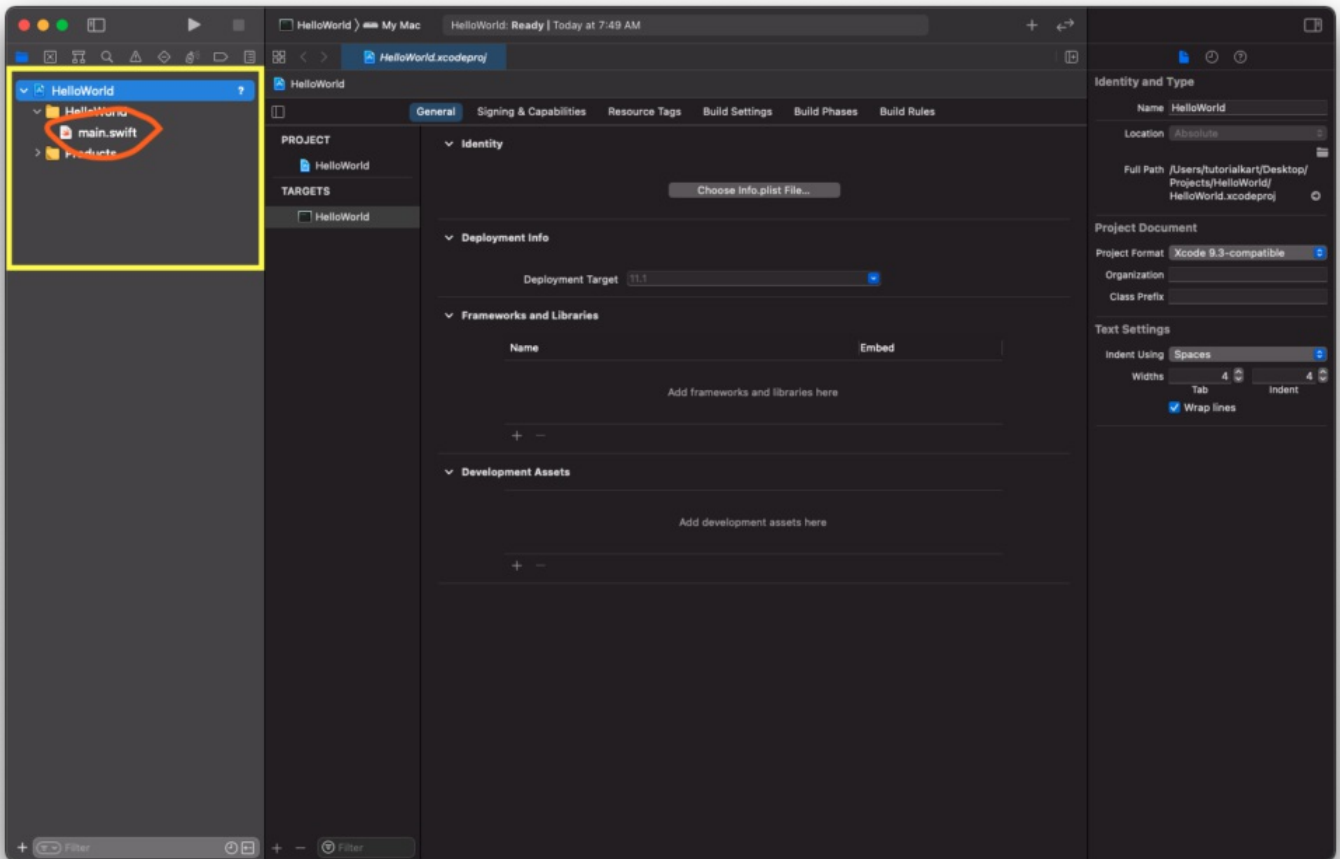 HelloWorld 〉 My Mac
HelloWorld: Ready | Today at 7:49 AM
HelloWorld.xcodeproj
HelloWorld ?
HelloWorld
main.swift
Products
Filter
HelloWorld
General Signing & Capabilities Resource Tags Build Settings Build Phases Build Rules
PROJECT
HelloWorld
TARGETS
HelloWorld
Filter
Identity
Choose Info.plist File...
Deployment Info
Deployment Target 11.1
Frameworks and Libraries
Name Embed
Add frameworks and libraries here
Development Assets
Add development assets here
Identity and Type
Name HelloWorld
Location Absolute
Full Path /Users/tutorialkart/Desktop/
Projects/HelloWorld/
HelloWorld.xcodeproj
Project Document
Project Format Xcode 9.3-compatible
Organization
Class Prefix
Text Settings
Indent Using Spaces
Widths 4 4
Tab Indent
Wrap lines